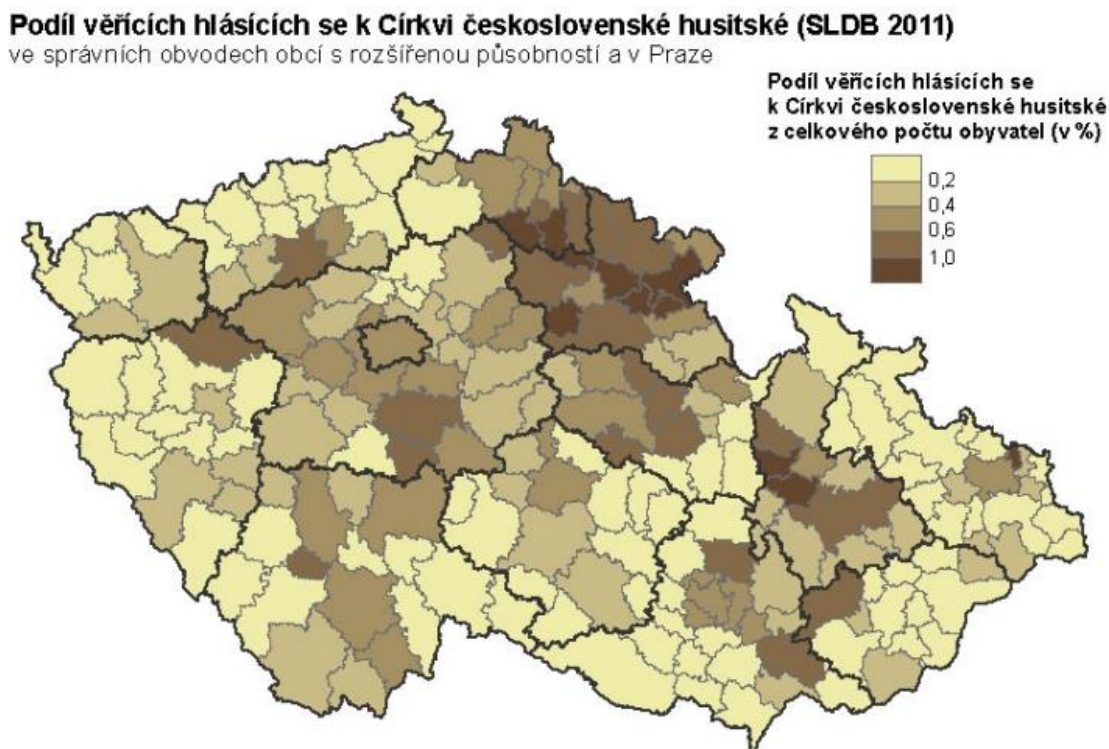 Podíl věřících hlásících se k Církvi československé husitské (SLDB 2011)
ve správních obvodech obcí s rozšířenou působností a v Praze
Podíl věřících hlásících se
k Církvi československé husitské
z celkového počtu obyvatel (v %)
0,2
0,4
0,6
1,0